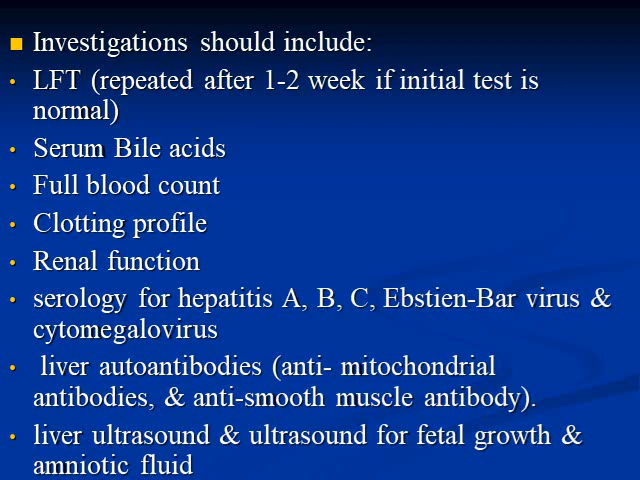 Investigations should include:
LFT (repeated after 1-2 week if initial test is
normal)
Serum Bile acids
Full blood count
Clotting profile
Renal function
serology for hepatitis A, B, C, Ebstien-Bar virus &
cytomegalovirus
liver autoantibodies (anti- mitochondrial
antibodies, & anti-smooth muscle antibody).
liver ultrasound & ultrasound for fetal growth &
amniotic fluid